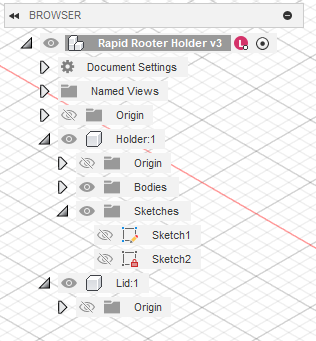 BROWSER
Rapid Rooter Holder v3 L
Document Settings
Named Views
Origin
Holder:1
Origin
Bodies
Sketches
Sketch1
Sketch2
Lid:1
Origin